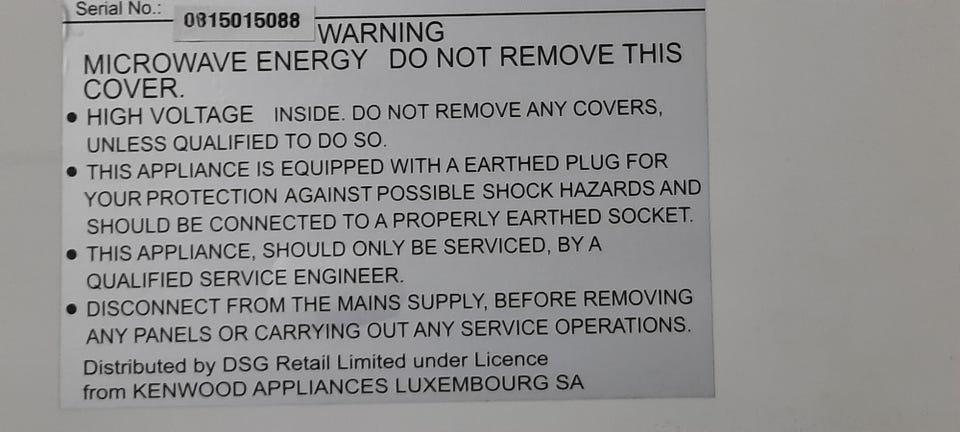 Serial No.: 0815015088
WARNING
MICROWAVE ENERGY DO NOT REMOVE THIS
COVER.
• HIGH VOLTAGE INSIDE. DO NOT REMOVE ANY COVERS,
UNLESS QUALIFIED TO DO SO.
• THIS APPLIANCE IS EQUIPPED WITH A EARTHED PLUG FOR
YOUR PROTECTION AGAINST POSSIBLE SHOCK HAZARDS AND
SHOULD BE CONNECTED TO A PROPERLY EARTHED SOCKET.
• THIS APPLIANCE, SHOULD ONLY BE SERVICED, BY A
QUALIFIED SERVICE ENGINEER.
• DISCONNECT FROM THE MAINS SUPPLY, BEFORE REMOVING
ANY PANELS OR CARRYING OUT ANY SERVICE OPERATIONS.
Distributed by DSG Retail Limited under Licence
from KENWOOD APPLIANCES LUXEMBOURG SA